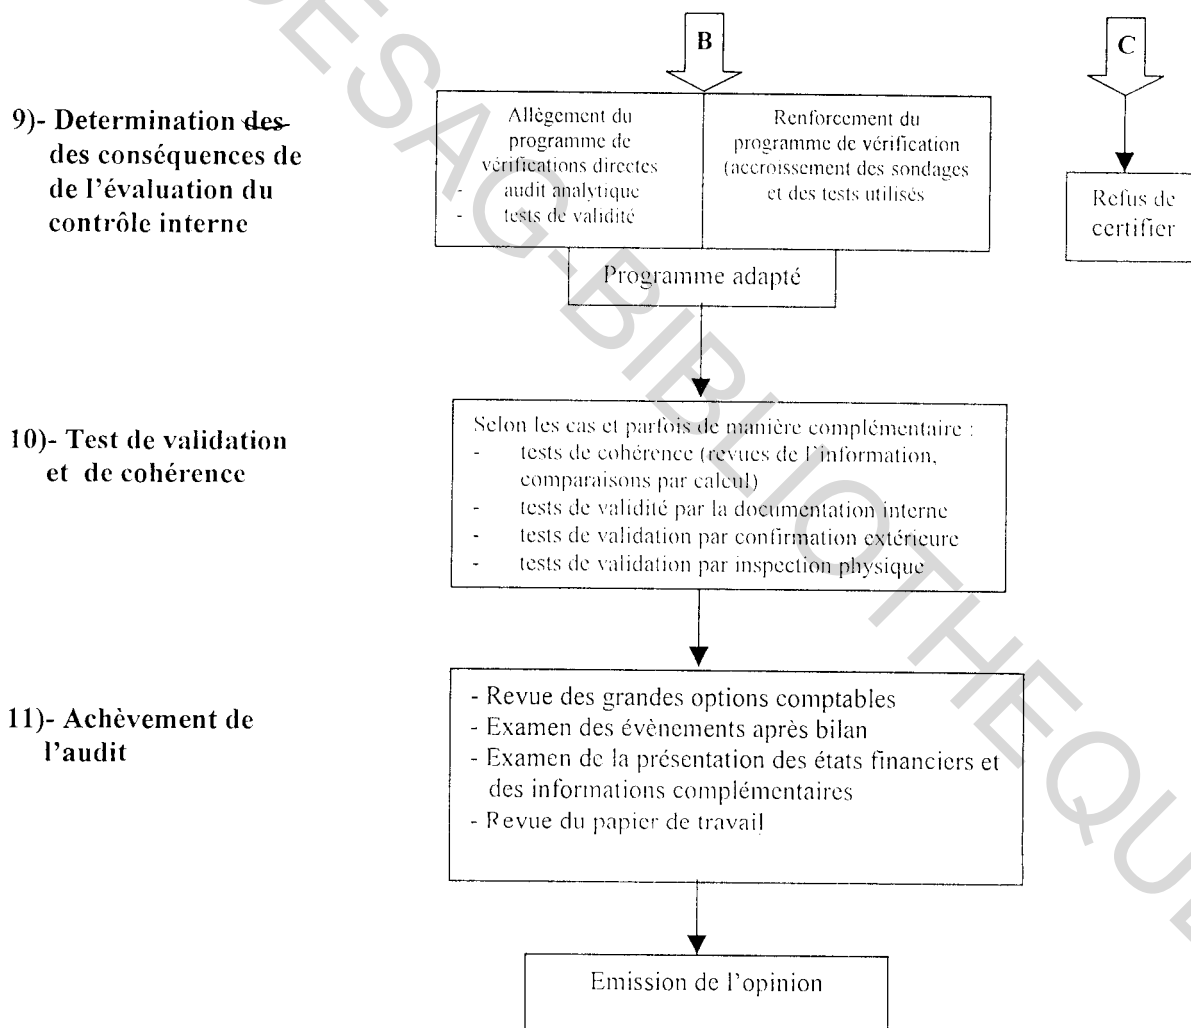 B
C
9)- Determination des
des conséquences de
de l'évaluation du
contrôle interne
Allègement du
programme de
vérifications directes
- audit analytique
- tests de validité
Renforcement du
programme de vérification
(accroissement des sondages
et des tests utilisés
Refus de
certifier
Programme adapté
10)- Test de validation
et de cohérence
Selon les cas et parfois de manière complémentaire :
- tests de cohérence (revues de l'information,
comparaisons par calcul)
- tests de validité par la documentation interne
- tests de validation par confirmation extérieure
- tests de validation par inspection physique
11)- Achèvement de
l'audit
- Revue des grandes options comptables
- Examen des évènements après bilan
- Examen de la présentation des états financiers et
des informations complémentaires
- Revue du papier de travail
Emission de l'opinion
ESAG-BIBLIOTHEQUE